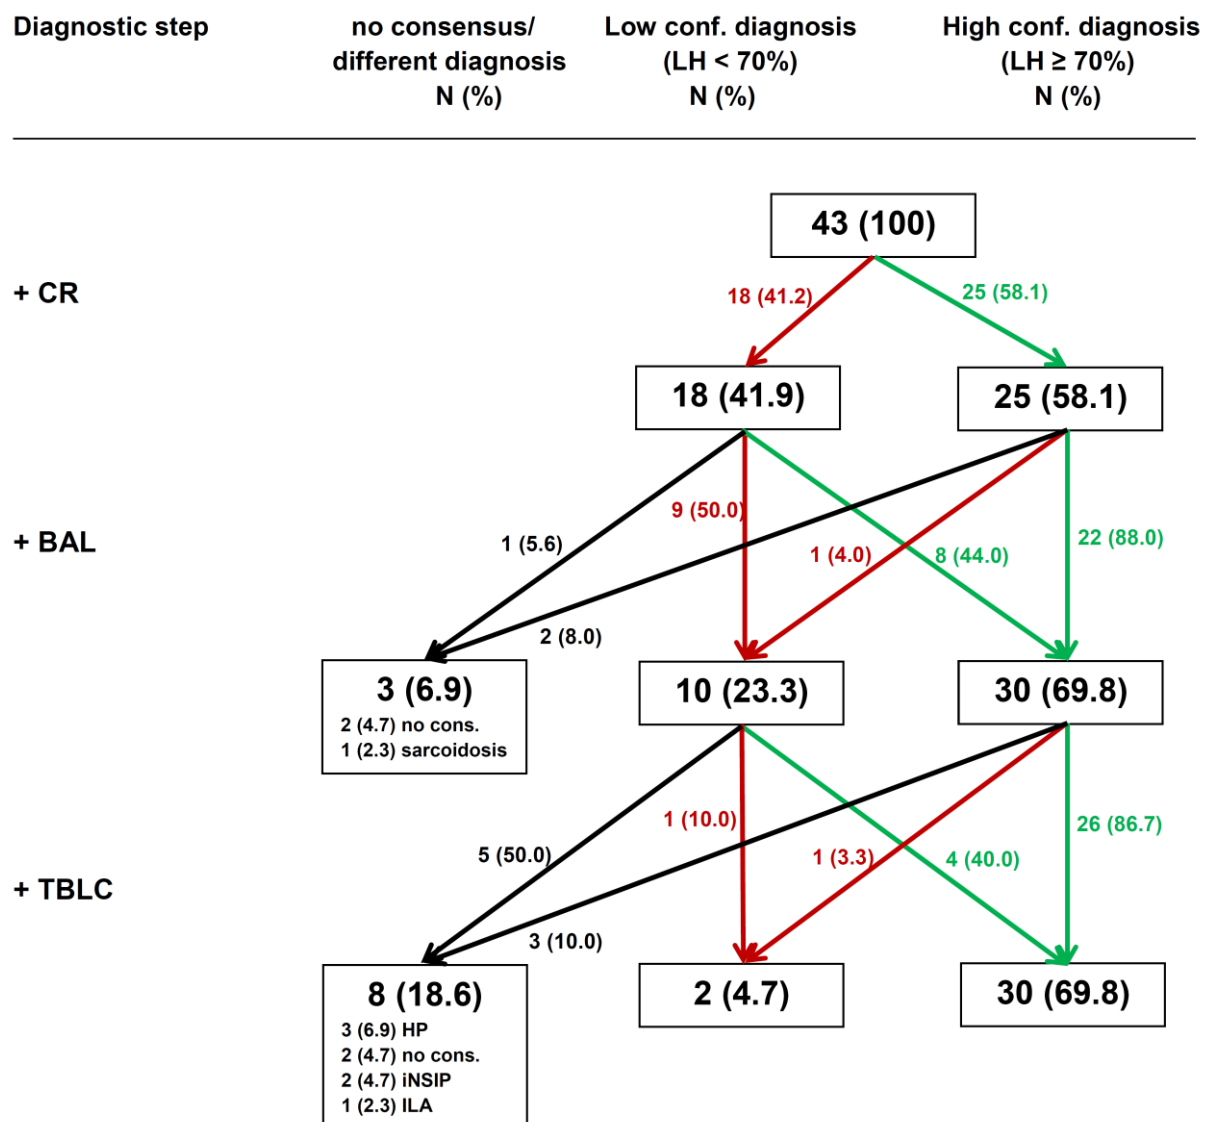 Diagnostic step
no consensus/
different diagnosis
N (%)
Low conf. diagnosis
(LH < 70%)
N (%)
High conf. diagnosis
(LH ≥ 70%)
N (%)
43 (100)
+ CR
18 (41.2)
25 (58.1)
18 (41.9)
25 (58.1)
+ BAL
1 (5.6)
2 (8.0)
9 (50.0)
1 (4.0)
8 (44.0)
22 (88.0)
3 (6.9)
2 (4.7) no cons.
1 (2.3) sarcoidosis
10 (23.3)
30 (69.8)
+ TBLC
5 (50.0)
3 (10.0)
1 (10.0)
1 (3.3)
4 (40.0)
26 (86.7)
8 (18.6)
3 (6.9) HP
2 (4.7) no cons.
2 (4.7) iNSIP
1 (2.3) ILA
2 (4.7)
30 (69.8)